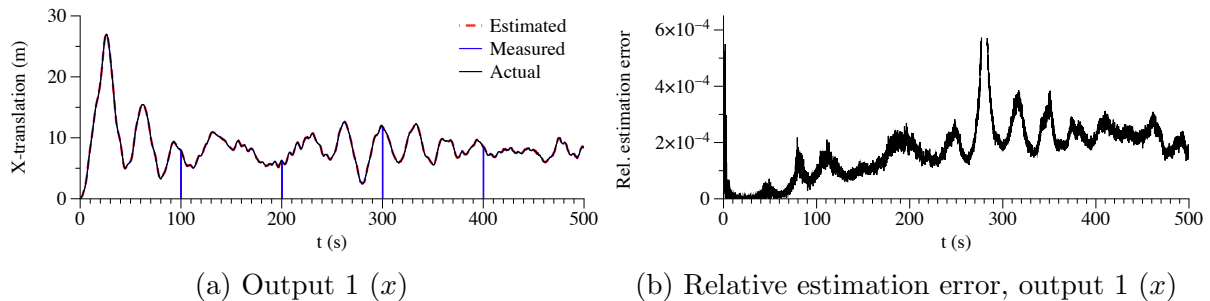 30
20
10
0
X-translation (m)
Estimated
Measured
Actual
0 100 200 300 400 500
t (s)
(a) Output 1 (x)
6×10⁻⁴
4×10⁻⁴
2×10⁻⁴
0
Rel. estimation error
0 100 200 300 400 500
t (s)
(b) Relative estimation error, output 1 (x)